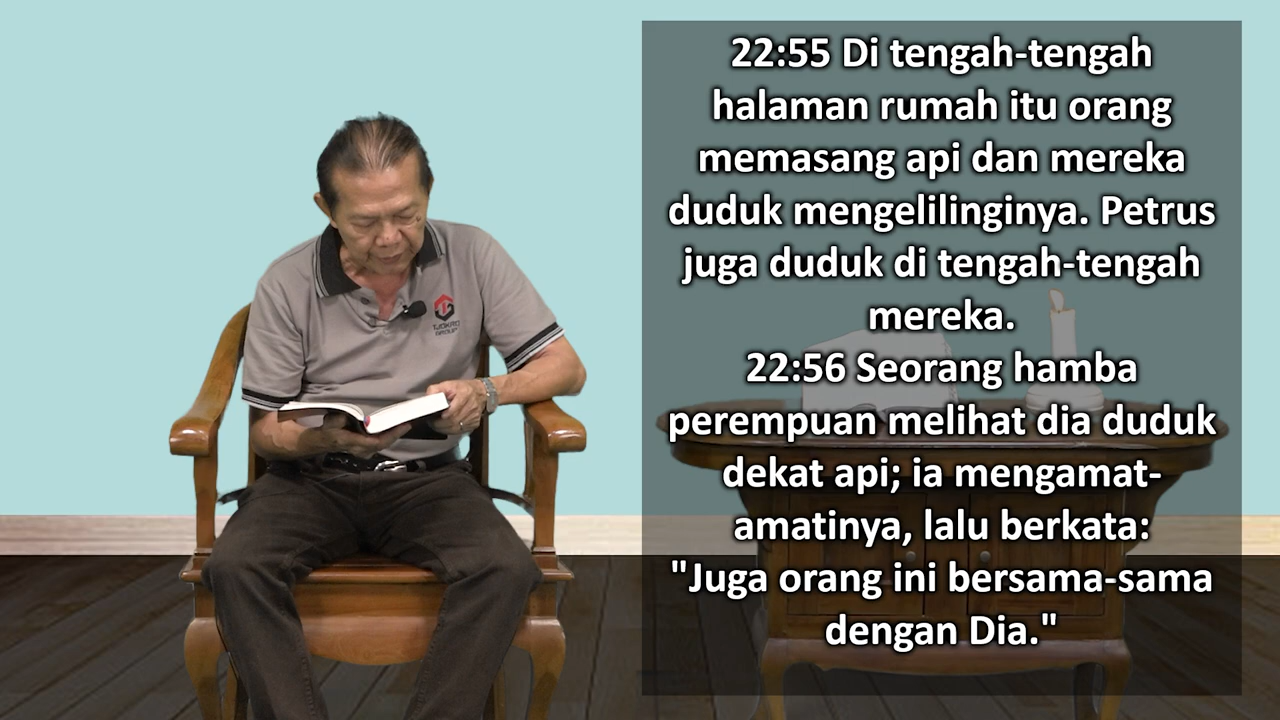 22:55 Di tengah-tengah
halaman rumah itu orang
memasang api dan mereka
duduk mengelilinginya. Petrus
juga duduk di tengah-tengah
mereka.
22:56 Seorang hamba
perempuan melihat dia duduk
dekat api; ia mengamat-
amatinya, lalu berkata:
"Juga orang ini bersama-sama
dengan Dia."